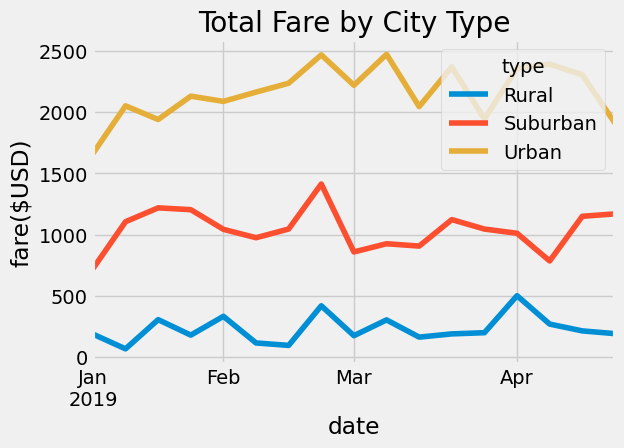 Total Fare by City Type
fare($USD)
2500
2000
1500
1000
500
0
type
Rural
Suburban
Urban
Jan Feb Mar Apr
2019
date